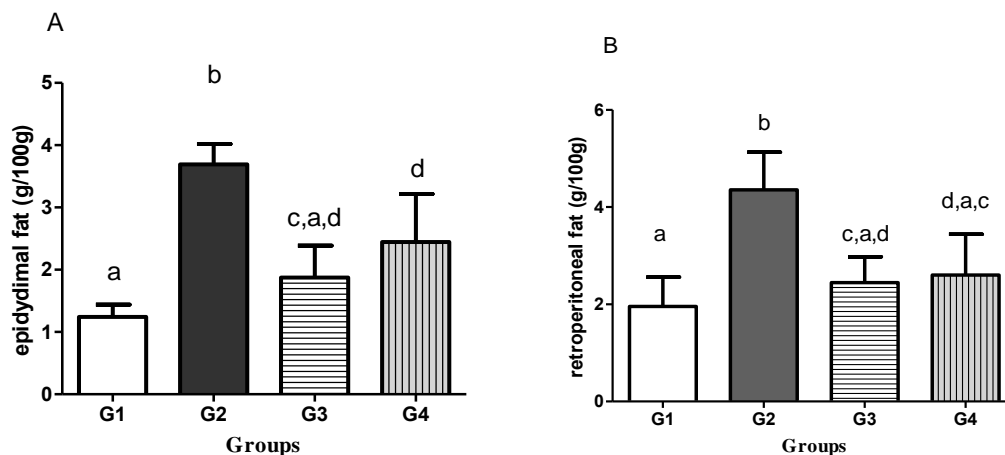 A
epidydimal fat (g/100g)
5
4
3
2
1
0
a
b
c,a,d
d
G1 G2 G3 G4
Groups
B
retroperitoneal fat (g/100g)
6
4
2
0
a
b
c,a,d
d,a,c
G1 G2 G3 G4
Groups